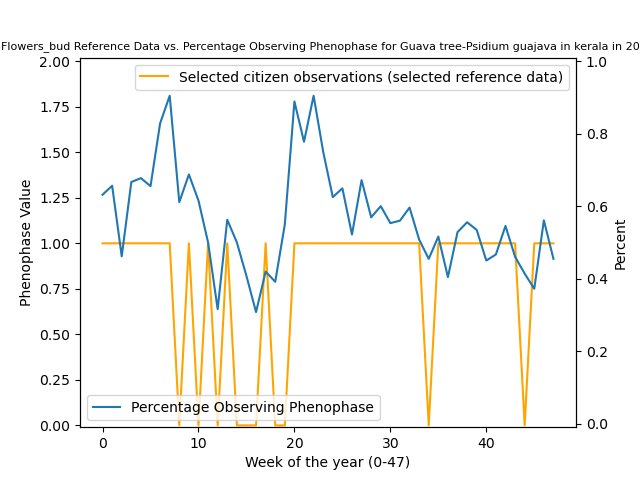 Flowers_bud Reference Data vs. Percentage Observing Phenophase for Guava tree-Psidium guajava in kerala in 20
Selected citizen observations (selected reference data)
Percentage Observing Phenophase
Phenophase Value
2.00
1.75
1.50
1.25
1.00
0.75
0.50
0.25
0.00
Percent
1.0
0.8
0.6
0.4
0.2
0.0
0 10 20 30 40
Week of the year (0-47)